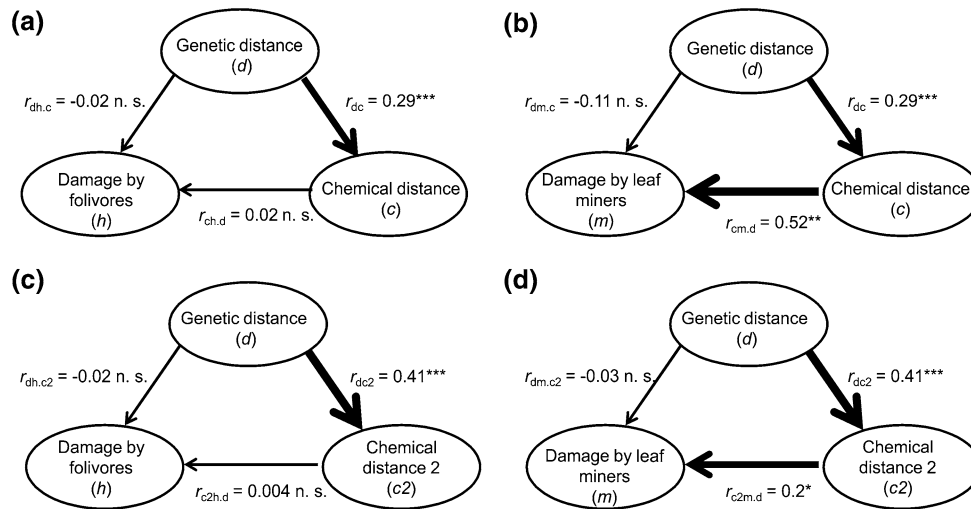 (a)
Genetic distance
(d)
r_dh.c = -0.02 n. s.
r_dc = 0.29***
Damage by
folivores
(h)
Chemical distance
(c)
r_ch.d = 0.02 n. s.
(b)
Genetic distance
(d)
r_dm.c = -0.11 n. s.
r_dc = 0.29***
Damage by leaf
miners
(m)
Chemical distance
(c)
r_cm.d = 0.52**
(c)
Genetic distance
(d)
r_dh.c2 = -0.02 n. s.
r_dc2 = 0.41***
Damage by
folivores
(h)
Chemical
distance 2
(c2)
r_c2h.d = 0.004 n. s.
(d)
Genetic distance
(d)
r_dm.c2 = -0.03 n. s.
r_dc2 = 0.41***
Damage by leaf
miners
(m)
Chemical
distance 2
(c2)
r_c2m.d = 0.2*